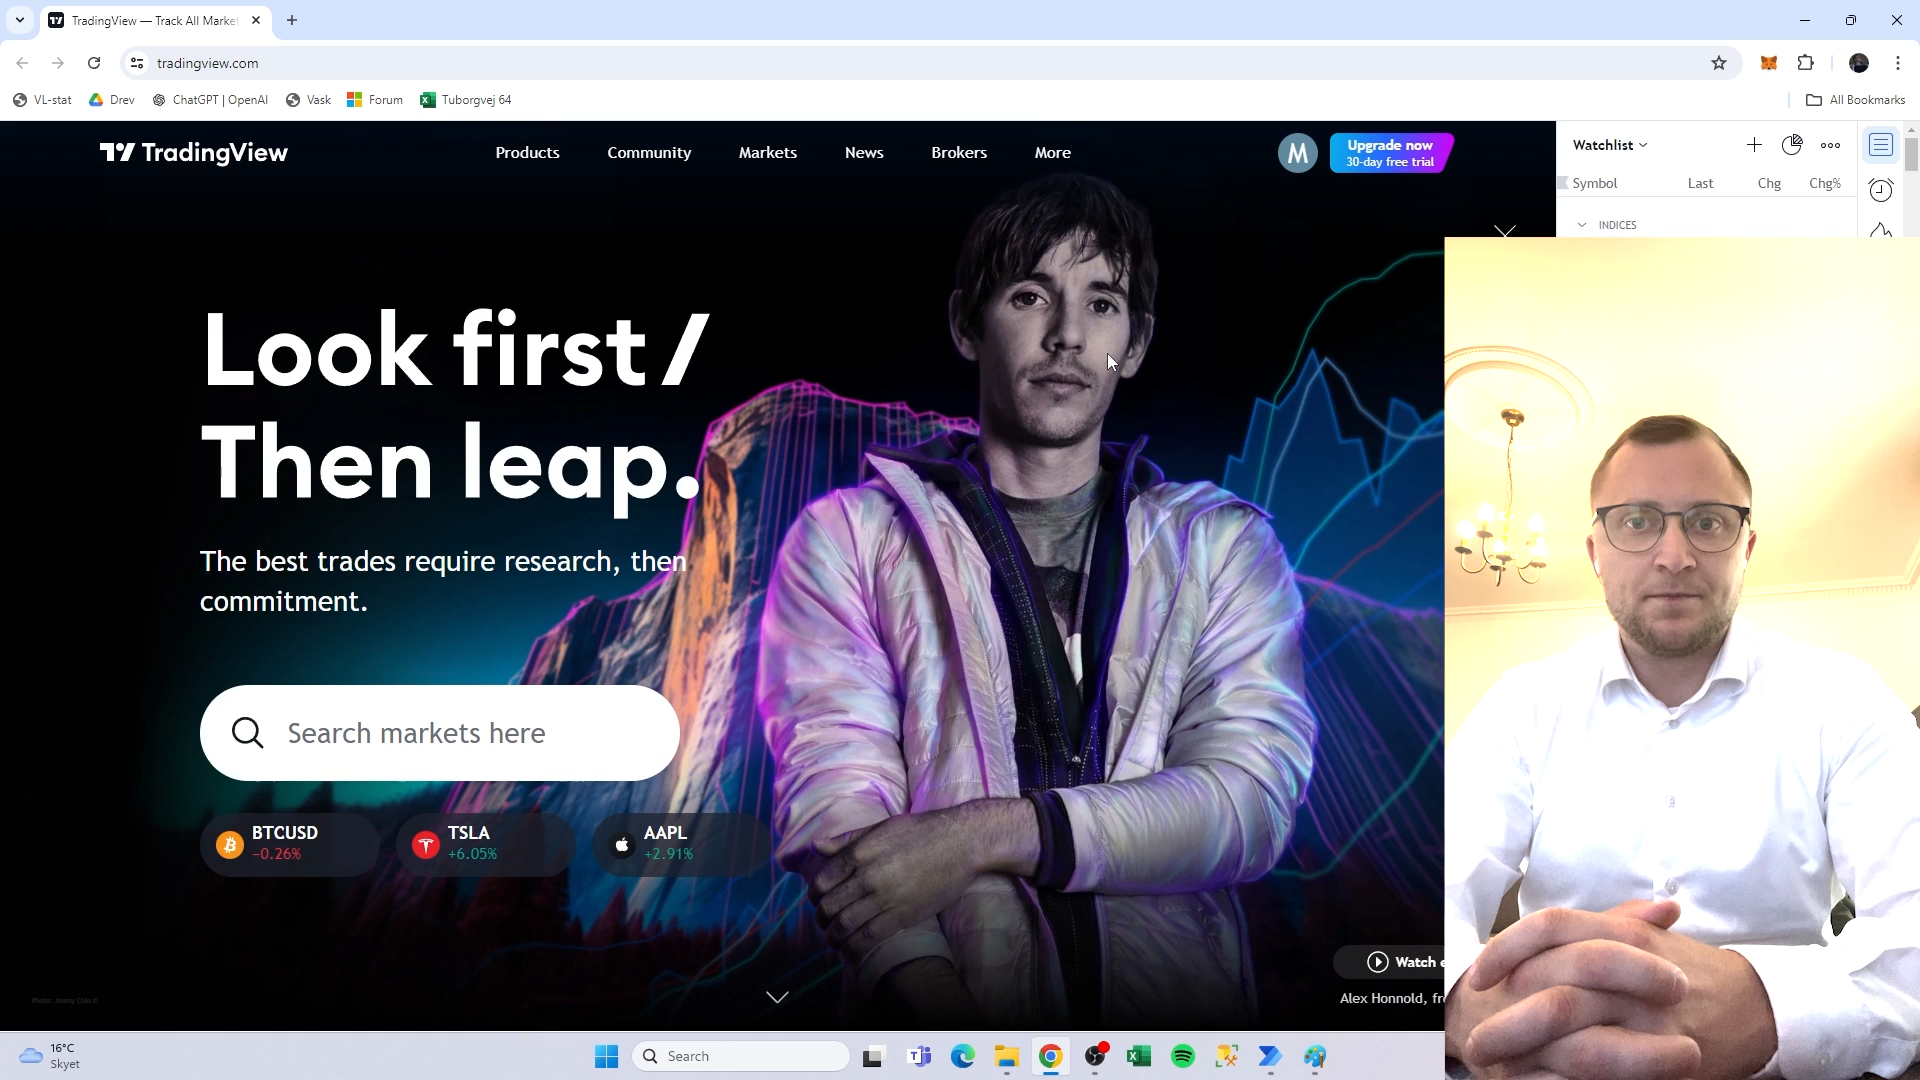 TradingView — Track All Marke
tradingview.com
VL-stat
Drev
ChatGPT | OpenAI
Vask
Forum
Tuborgvej 64
All Bookmarks
TradingView
Products
Community
Markets
News
Brokers
More
M
Upgrade now
30-day free trial
Watchlist
Symbol
Last
Chg
Chg%
INDICES
Look first /
Then leap.
The best trades require research, then
commitment.
Search markets here
BTCUSD
−0.26%
TSLA
+6.05%
AAPL
+2.91%
Watch
Alex Honnold,
Photo: Jimmy Chin ©
16°C
Skyet
Search